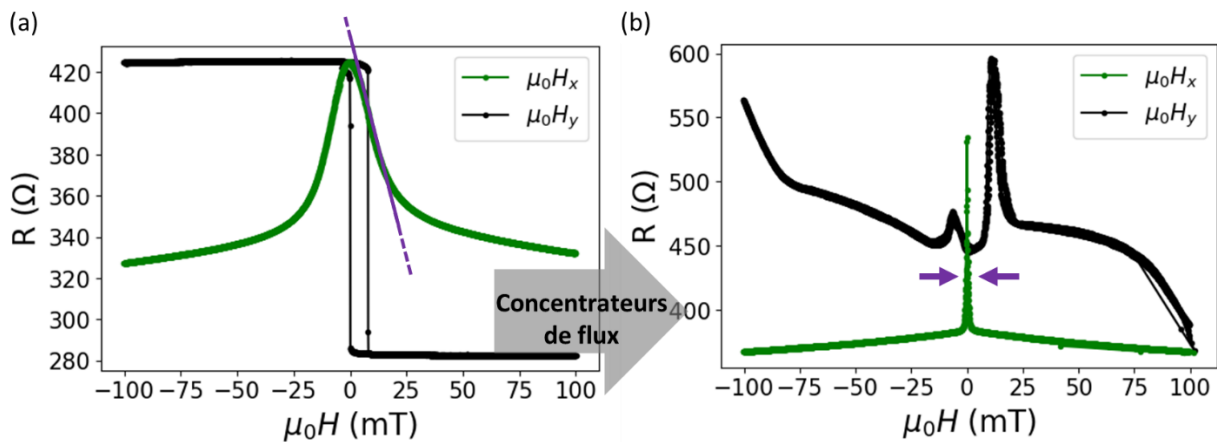 (a)
R (Ω)
420
400
380
360
340
320
300
280
μ₀Hₓ
μ₀Hᵧ
−100 −75 −50 −25 0 25 50 75 100
μ₀H (mT)
Concentrateurs
de flux
(b)
R (Ω)
600
550
500
450
400
μ₀Hₓ
μ₀Hᵧ
−100 −75 −50 −25 0 25 50 75 100
μ₀H (mT)